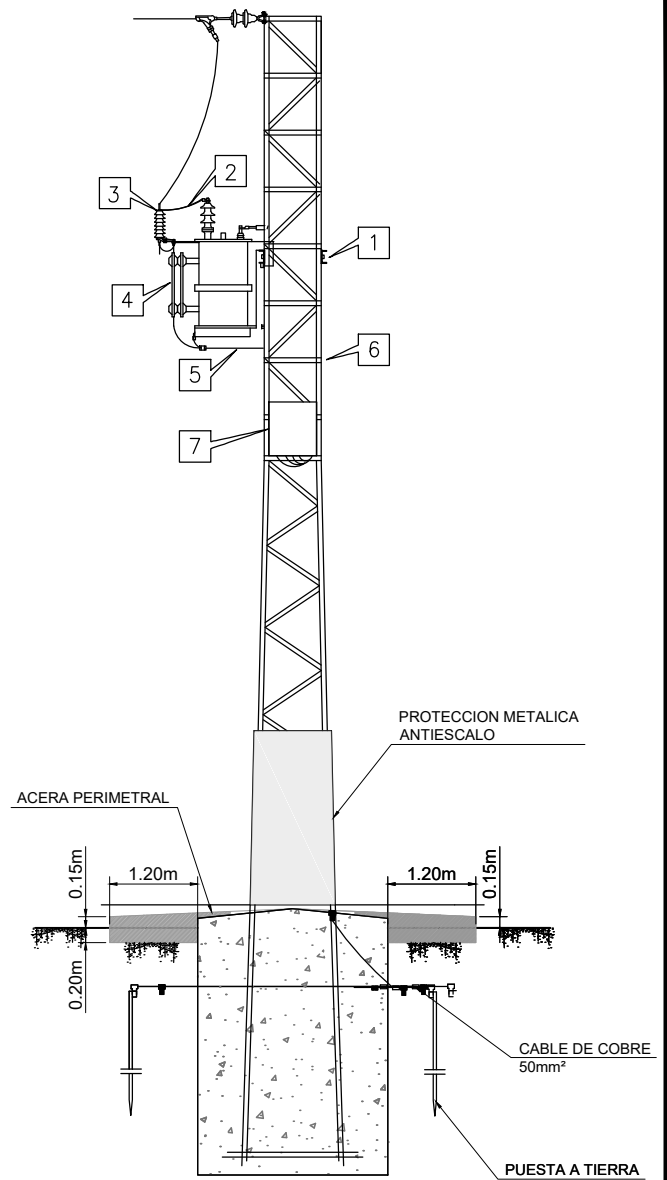 3
2
1
4
6
5
7
PROTECCION METALICA
ANTIESCALO
ACERA PERIMETRAL
0.15m
1.20m
1.20m
0.15m
0.20m
CABLE DE COBRE
50mm²
PUESTA A TIERRA